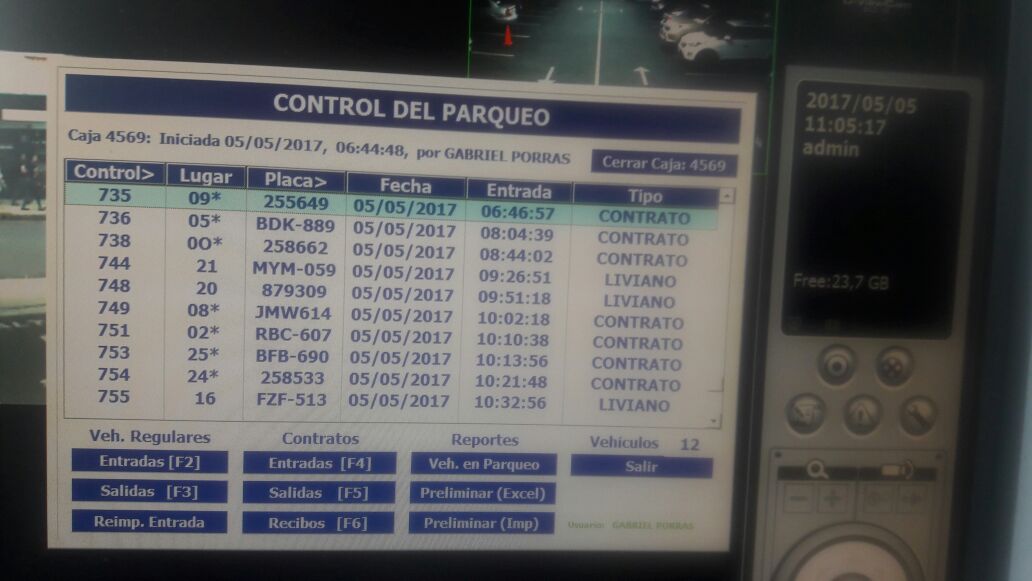 CONTROL DEL PARQUEO
Caja 4569: Iniciada 05/05/2017, 06:44:48, por GABRIEL PORRAS
Cerrar Caja: 4569
Control> Lugar Placa> Fecha Entrada Tipo
735 09* 255649 05/05/2017 06:46:57 CONTRATO
736 05* BDK-889 05/05/2017 08:04:39 CONTRATO
738 0O* 258662 05/05/2017 08:44:02 CONTRATO
744 21 MYM-059 05/05/2017 09:26:51 LIVIANO
748 20 879309 05/05/2017 09:51:18 LIVIANO
749 08* JMW614 05/05/2017 10:02:18 CONTRATO
751 02* RBC-607 05/05/2017 10:10:38 CONTRATO
753 25* BFB-690 05/05/2017 10:13:56 CONTRATO
754 24* 258533 05/05/2017 10:21:48 CONTRATO
755 16 FZF-513 05/05/2017 10:32:56 LIVIANO
Veh. Regulares Contratos Reportes Vehículos 12
Entradas [F2] Entradas [F4] Veh. en Parqueo Salir
Salidas [F3] Salidas [F5] Preliminar (Excel)
Reimp. Entrada Recibos [F6] Preliminar (Imp) Usuario: GABRIEL PORRAS
2017/05/05
11:05:17
admin
Free:23,7 GB